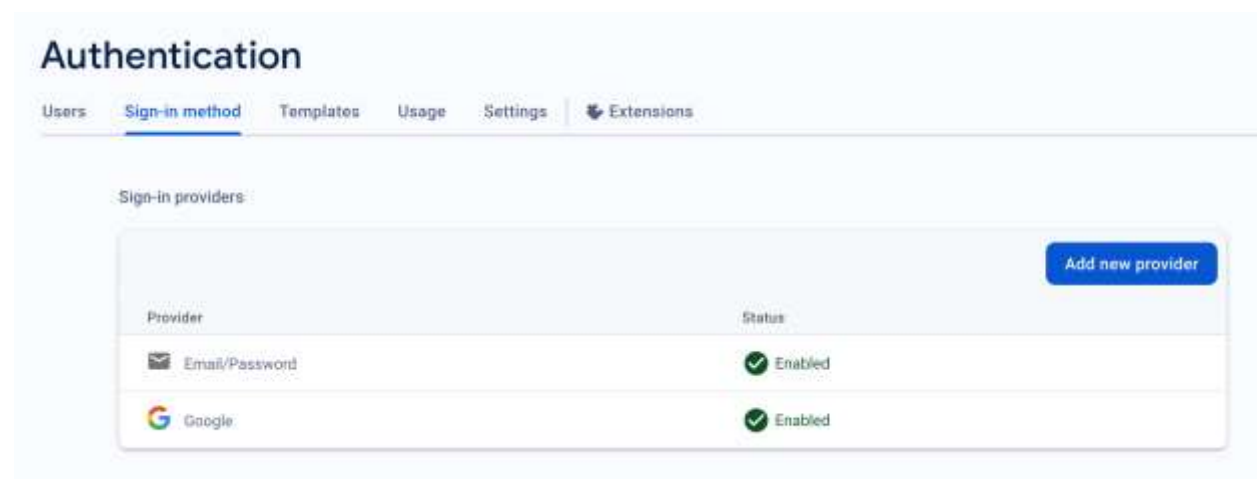 Authentication
Users Sign-in method Templates Usage Settings Extensions
Sign-in providers
Add new provider
Provider Status
Email/Password Enabled
Google Enabled